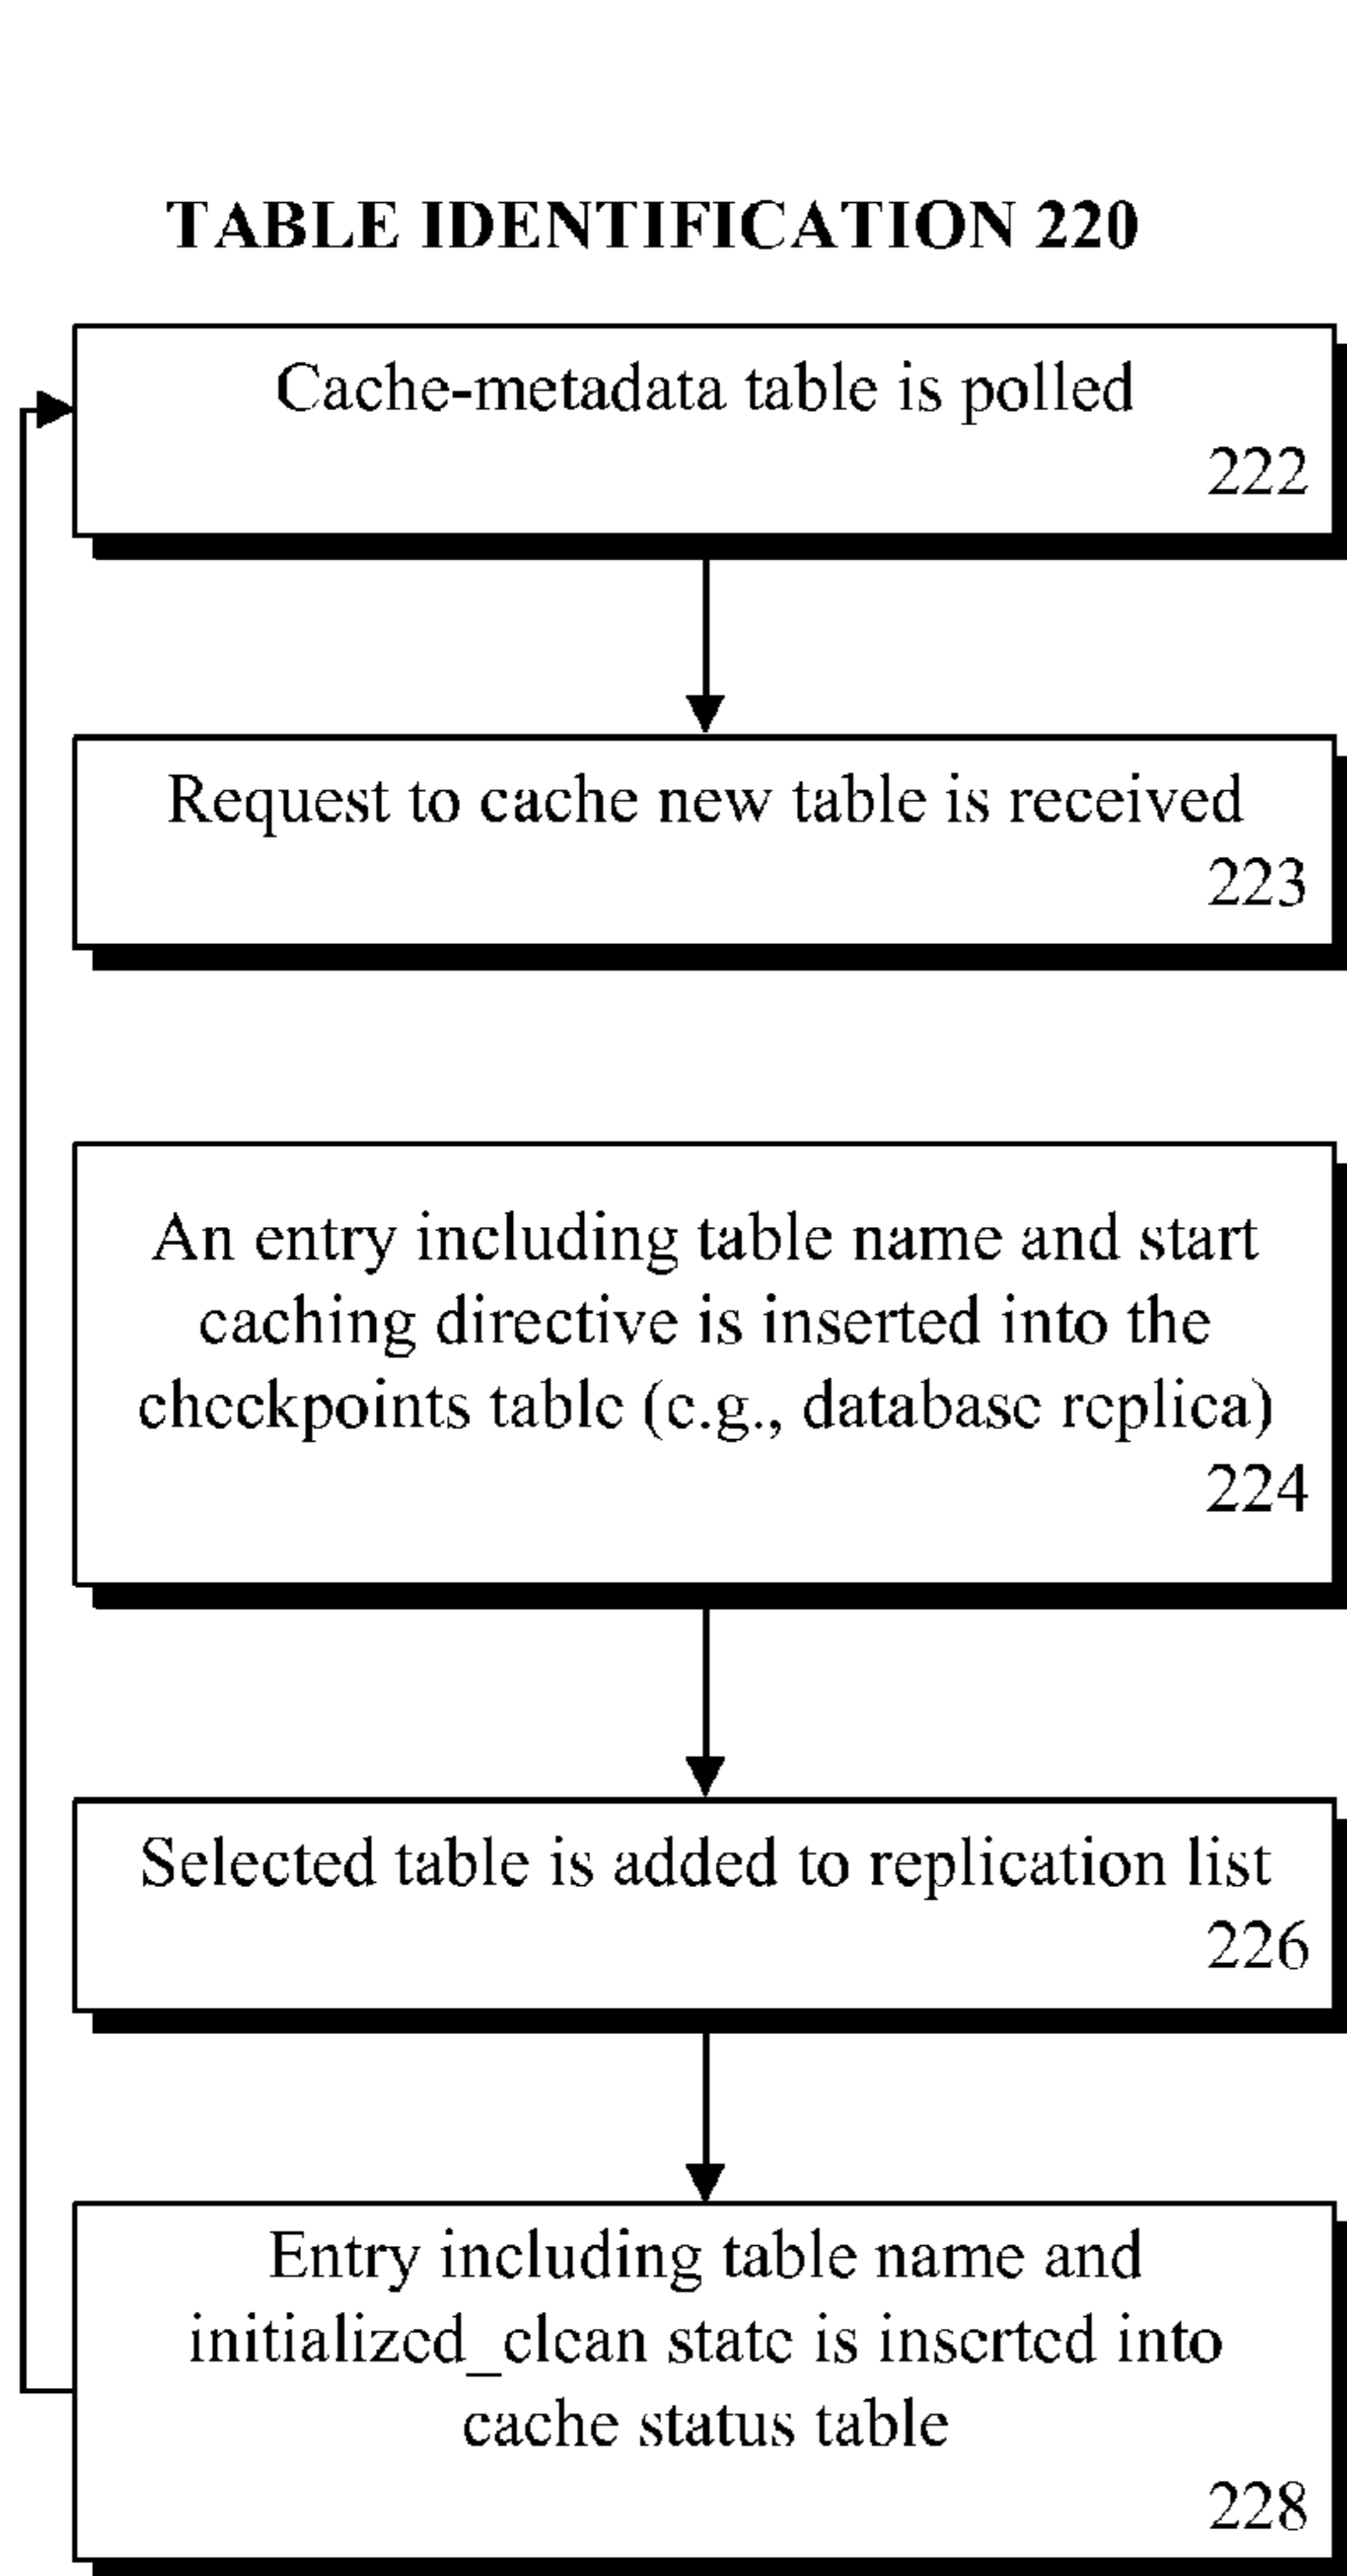 TABLE IDENTIFICATION 220
Cache-metadata table is polled
222
Request to cache new table is received
223
An entry including table name and start
caching directive is inserted into the
checkpoints table (e.g., database replica)
224
Selected table is added to replication list
226
Entry including table name and
initialized_clean state is inserted into
cache status table
228